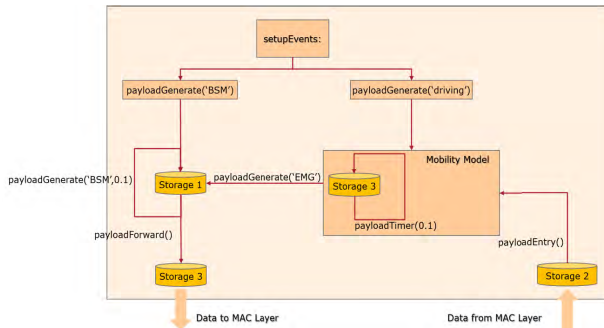 setupEvents:
payloadGenerate('BSM')
payloadGenerate('driving')
Mobility Model
payloadGenerate('BSM',0.1)
Storage 1
payloadGenerate('EMG')
Storage 3
payloadTimer(0.1)
payloadForward()
payloadEntry()
Storage 3
Storage 2
Data to MAC Layer
Data from MAC Layer